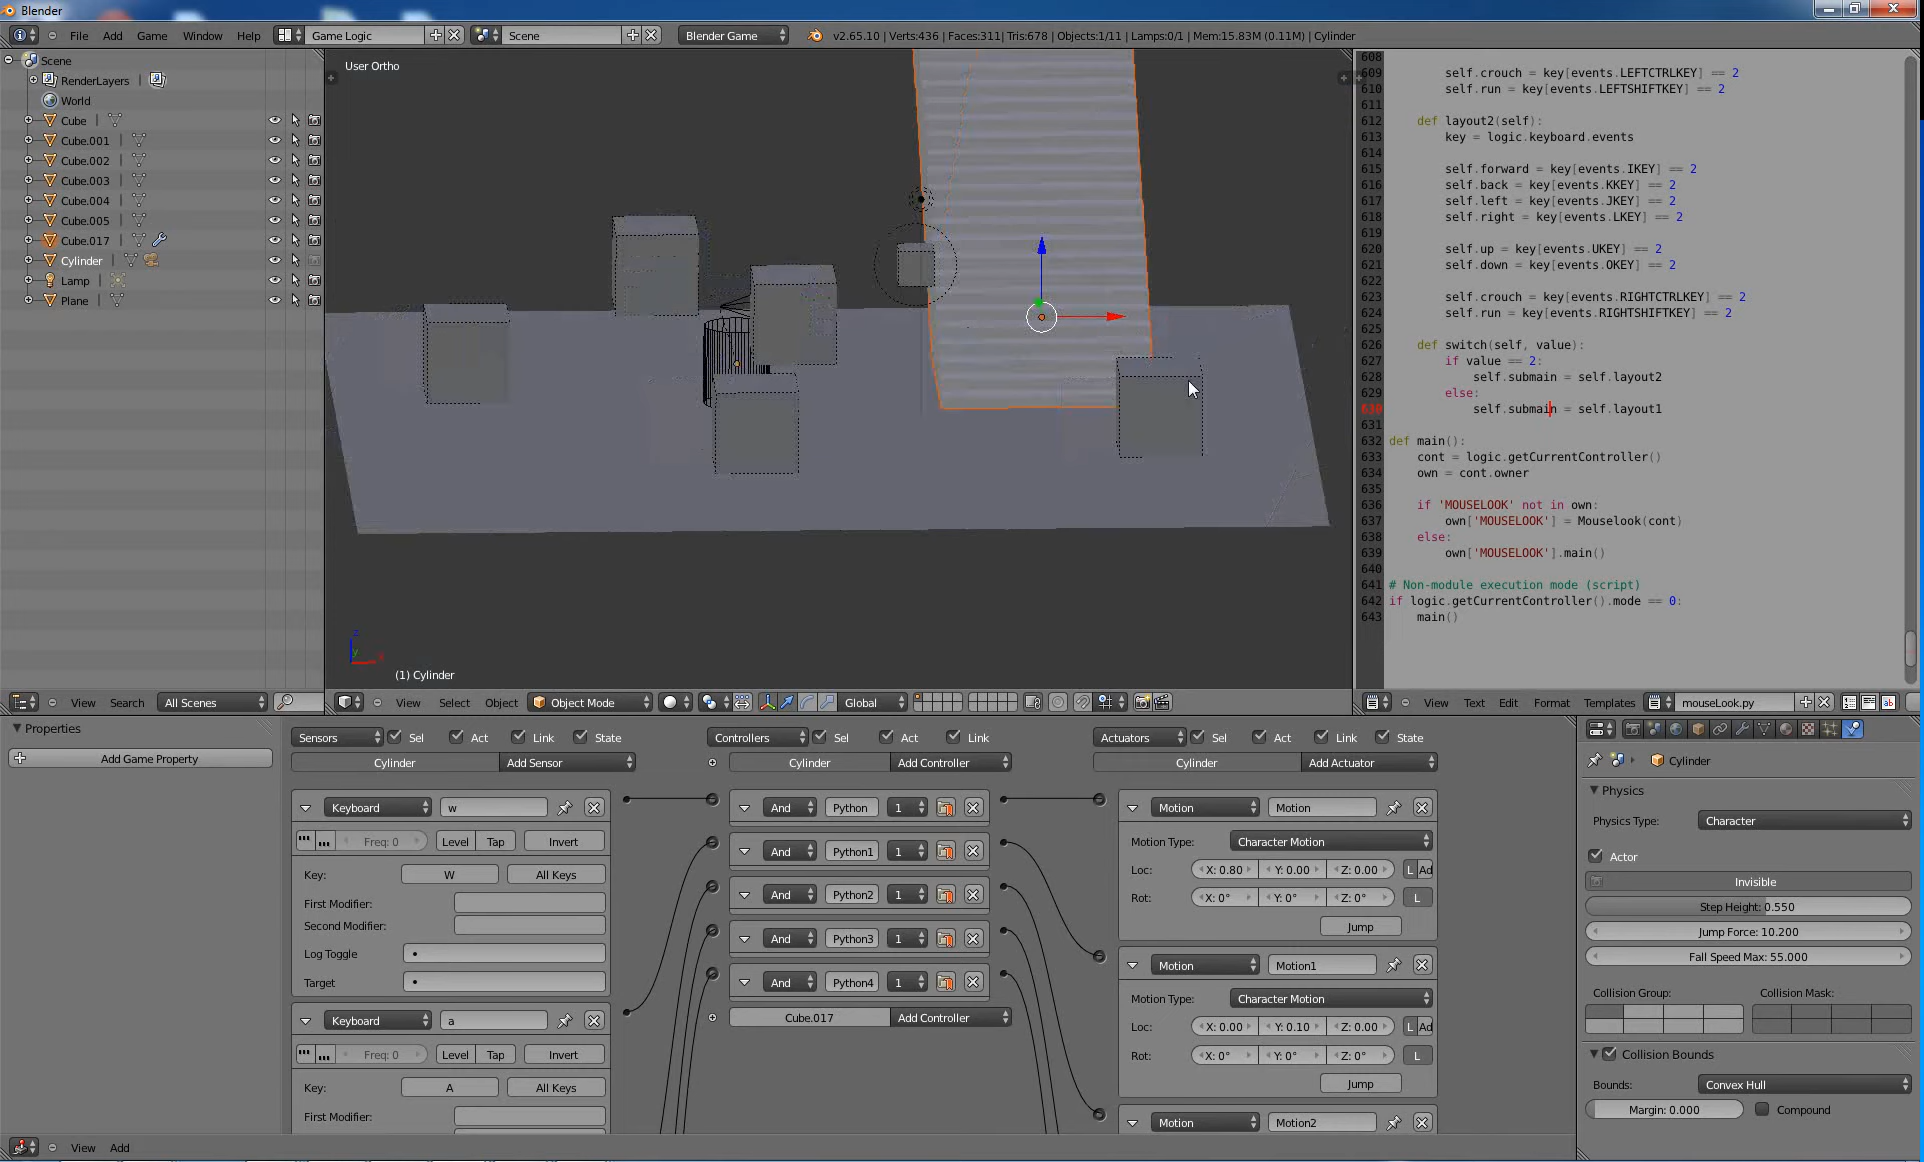 Blender
File Add Game Window Help Game Logic Scene Blender Game v2.65.10 | Verts:436 | Faces:311| Tris:678 | Objects:1/11 | Lamps:0/1 | Mem:15.83M (0.11M) | Cylinder
Scene
RenderLayers |
World
Cube |
Cube.001 |
Cube.002 |
Cube.003 |
Cube.004 |
Cube.005 |
Cube.017 |
Cylinder |
Lamp |
Plane |
View Search All Scenes
User Ortho
z
y
x
(1) Cylinder
View Select Object Object Mode Global
608
609 self.crouch = key[events.LEFTCTRLKEY] == 2
610 self.run = key[events.LEFTSHIFTKEY] == 2
611
612 def layout2(self):
613 key = logic.keyboard.events
614
615 self.forward = key[events.IKEY] == 2
616 self.back = key[events.KKEY] == 2
617 self.left = key[events.JKEY] == 2
618 self.right = key[events.LKEY] == 2
619
620 self.up = key[events.UKEY] == 2
621 self.down = key[events.OKEY] == 2
622
623 self.crouch = key[events.RIGHTCTRLKEY] == 2
624 self.run = key[events.RIGHTSHIFTKEY] == 2
625
626 def switch(self, value):
627 if value == 2:
628 self.submain = self.layout2
629 else:
630 self.submain = self.layout1
631
632 def main():
633 cont = logic.getCurrentController()
634 own = cont.owner
635
636 if 'MOUSELOOK' not in own:
637 own['MOUSELOOK'] = Mouselook(cont)
638 else:
639 own['MOUSELOOK'].main()
640
641 # Non-module execution mode (script)
642 if logic.getCurrentController().mode == 0:
643 main()
View Text Edit Format Templates mouseLook.py
Properties
Add Game Property
Sensors Sel Act Link State
Cylinder Add Sensor
Keyboard w
Freq: 0 Level Tap Invert
Key: W All Keys
First Modifier:
Second Modifier:
Log Toggle
Target
Keyboard a
Freq: 0 Level Tap Invert
Key: A All Keys
First Modifier:
Controllers Sel Act Link
Cylinder Add Controller
And Python 1
And Python1 1
And Python2 1
And Python3 1
And Python4 1
Cube.017 Add Controller
Actuators Sel Act Link State
Cylinder Add Actuator
Motion Motion
Motion Type: Character Motion
Loc: X: 0.80 Y: 0.00 Z: 0.00 L Ad
Rot: X: 0° Y: 0° Z: 0° L
Jump
Motion Motion1
Motion Type: Character Motion
Loc: X: 0.00 Y: 0.10 Z: 0.00 L Ad
Rot: X: 0° Y: 0° Z: 0° L
Jump
Motion Motion2
Cylinder
Physics
Physics Type: Character
Actor
Invisible
Step Height: 0.550
Jump Force: 10.200
Fall Speed Max: 55.000
Collision Group: Collision Mask:
Collision Bounds
Bounds: Convex Hull
Margin: 0.000 Compound
View Add